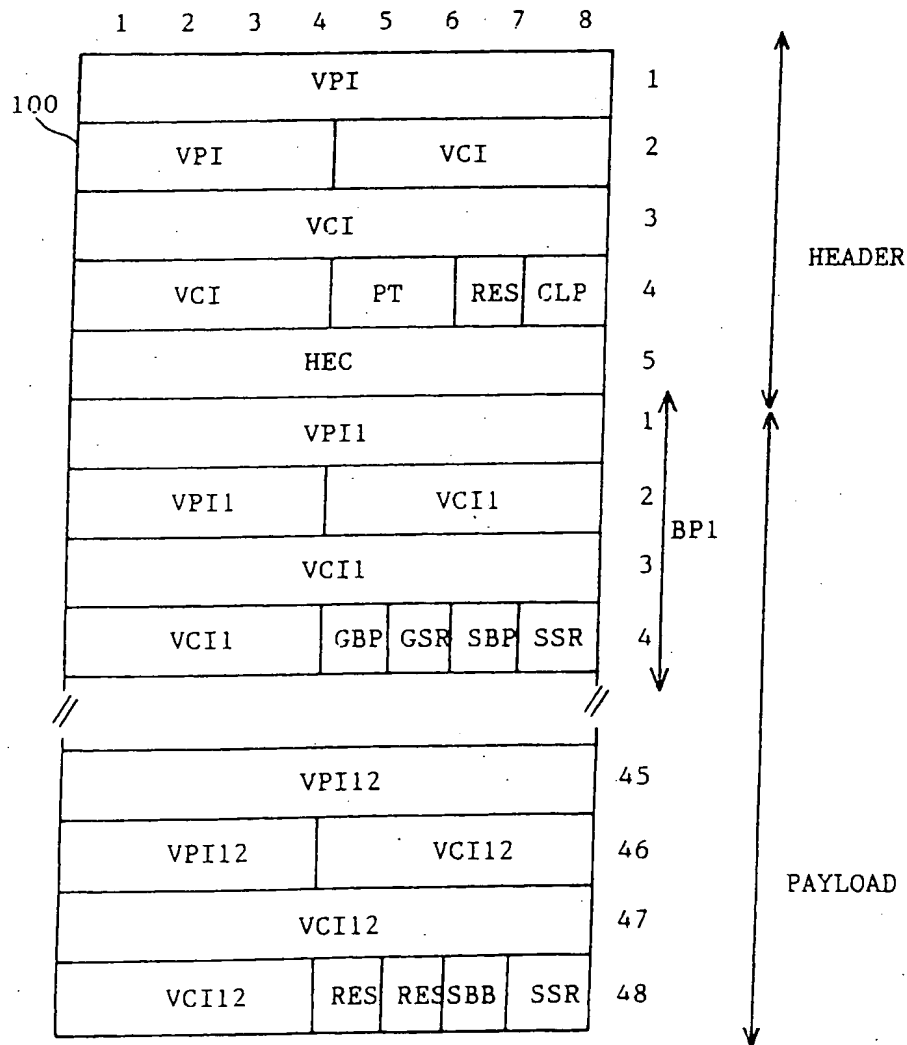 1 2 3 4 5 6 7 8
VPI 1
100
VPI VCI 2
VCI 3
HEADER
VCI PT RES CLP 4
HEC 5
VPI1 1
VPI1 VCI1 2
BP1
VCI1 3
VCI1 GBP GSR SBP SSR 4
VPI12 45
VPI12 VCI12 46
PAYLOAD
VCI12 47
VCI12 RES RES SBB SSR 48